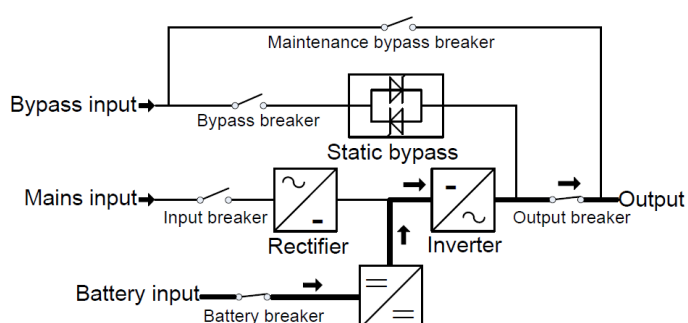 Maintenance bypass breaker
Bypass input
Bypass breaker
Static bypass
Mains input
Input breaker
Rectifier
Inverter
Output breaker
Output
Battery input
Battery breaker